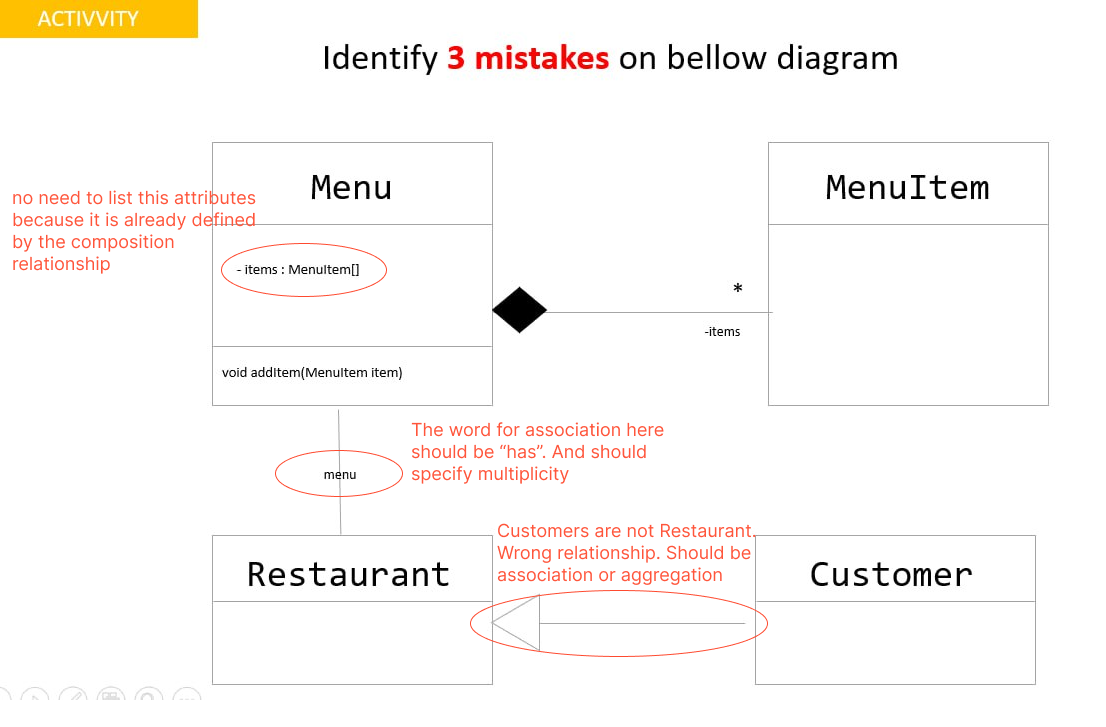 ACTIVVITY
Identify 3 mistakes on bellow diagram
Menu
MenuItem
no need to list this attributes
because it is already defined
by the composition
relationship
- items : MenuItem[]
*
-items
void addItem(MenuItem item)
The word for association here
should be “has”. And should
specify multiplicity
menu
Customers are not Restaurant.
Wrong relationship. Should be
association or aggregation
Restaurant
Customer